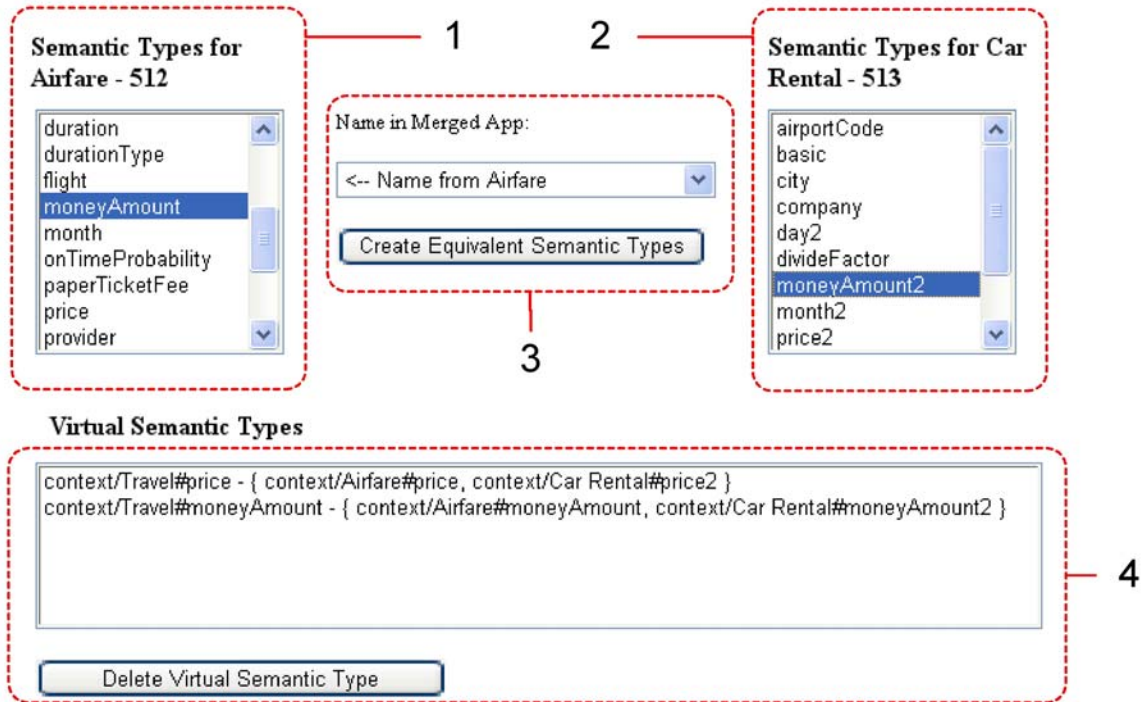 1
2
Semantic Types for
Airfare - 512
duration
durationType
flight
moneyAmount
month
onTimeProbability
paperTicketFee
price
provider
Name in Merged App:
<-- Name from Airfare
Create Equivalent Semantic Types
3
Semantic Types for Car
Rental - 513
airportCode
basic
city
company
day2
divideFactor
moneyAmount2
month2
price2
Virtual Semantic Types
context/Travel#price - { context/Airfare#price, context/Car Rental#price2 }
context/Travel#moneyAmount - { context/Airfare#moneyAmount, context/Car Rental#moneyAmount2 }
4
Delete Virtual Semantic Type